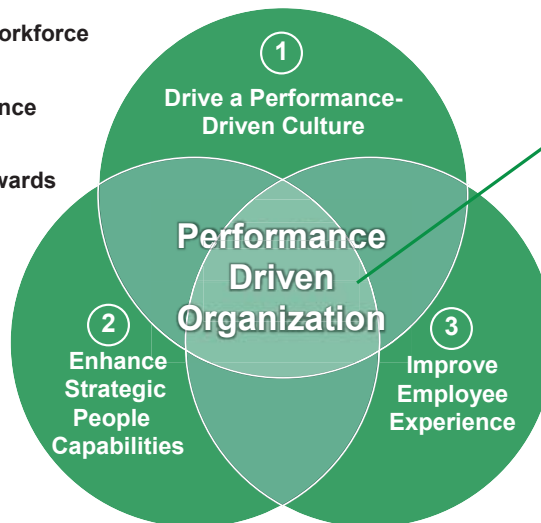 orkforce
nce
wards
1
Drive a Performance-
Driven Culture
Performance
Driven
Organization
2
Enhance
Strategic
People
Capabilities
3
Improve
Employee
Experience